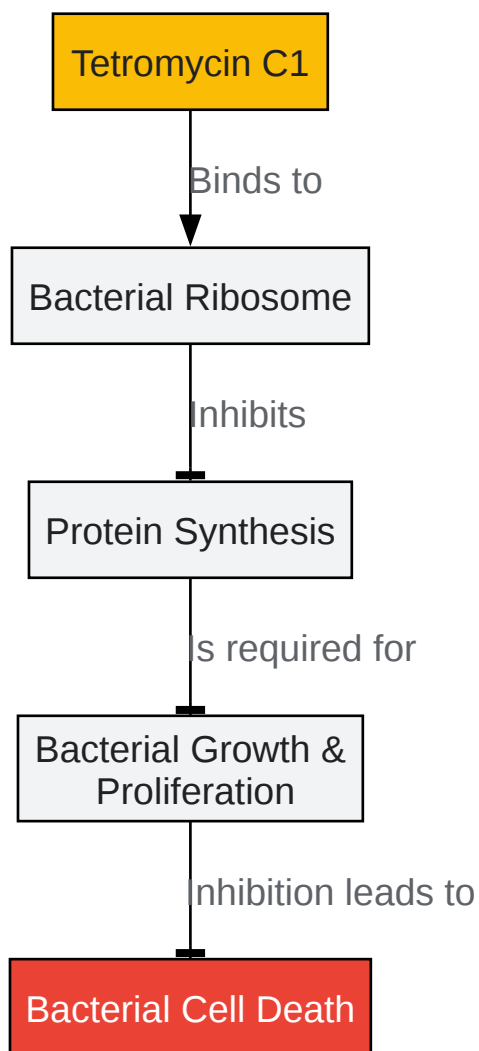 Tetromycin C1
Binds to
Bacterial Ribosome
Inhibits
Protein Synthesis
Is required for
Bacterial Growth &
Proliferation
Inhibition leads to
Bacterial Cell Death